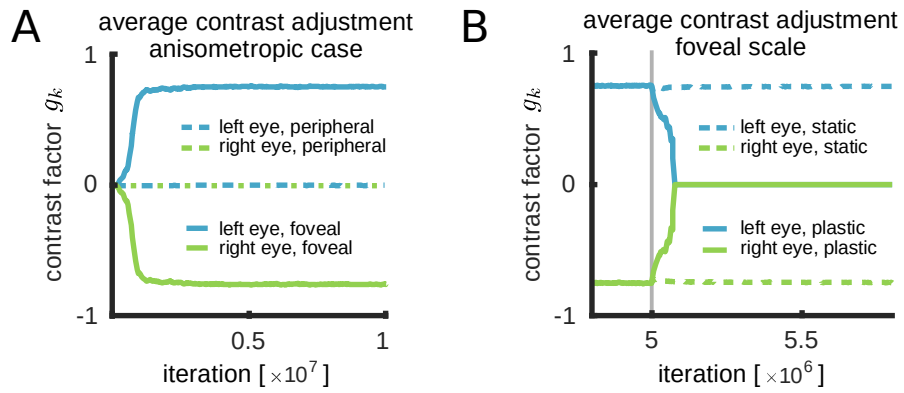 A
average contrast adjustment
anisometropic case
contrast factor g_k
1
0
-1
left eye, peripheral
right eye, peripheral
left eye, foveal
right eye, foveal
0.5
1
iteration [ ×10^7 ]
B
average contrast adjustment
foveal scale
contrast factor g_k
1
0
-1
left eye, static
right eye, static
left eye, plastic
right eye, plastic
5
5.5
iteration [ ×10^6 ]